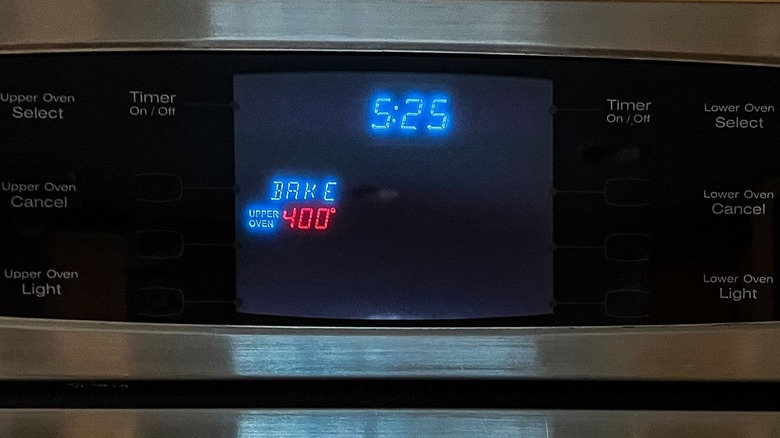 Upper Oven
Select
Timer
On / Off
5:25
Timer
On / Off
Lower Oven
Select
Upper Oven
Cancel
BAKE
UPPER
OVEN
400°
Lower Oven
Cancel
Upper Oven
Light
Lower Oven
Light